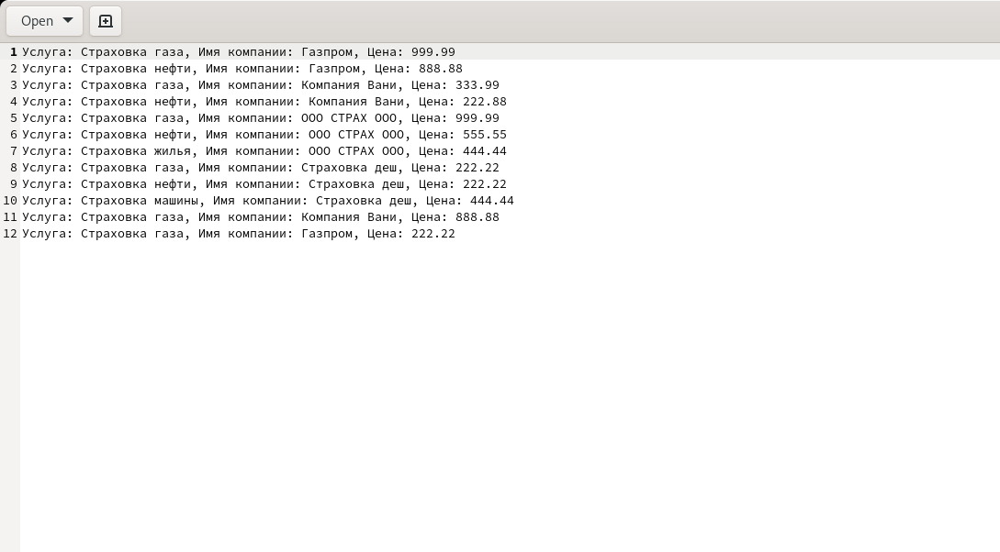 Open
1 Услуга: Страховка газа, Имя компании: Газпром, Цена: 999.99
2 Услуга: Страховка нефти, Имя компании: Газпром, Цена: 888.88
3 Услуга: Страховка газа, Имя компании: Компания Вани, Цена: 333.99
4 Услуга: Страховка нефти, Имя компании: Компания Вани, Цена: 222.88
5 Услуга: Страховка газа, Имя компании: ООО СТРАХ ООО, Цена: 999.99
6 Услуга: Страховка нефти, Имя компании: ООО СТРАХ ООО, Цена: 555.55
7 Услуга: Страховка жилья, Имя компании: ООО СТРАХ ООО, Цена: 444.44
8 Услуга: Страховка газа, Имя компании: Страховка деш, Цена: 222.22
9 Услуга: Страховка нефти, Имя компании: Страховка деш, Цена: 222.22
10 Услуга: Страховка машины, Имя компании: Страховка деш, Цена: 444.44
11 Услуга: Страховка газа, Имя компании: Компания Вани, Цена: 888.88
12 Услуга: Страховка газа, Имя компании: Газпром, Цена: 222.22